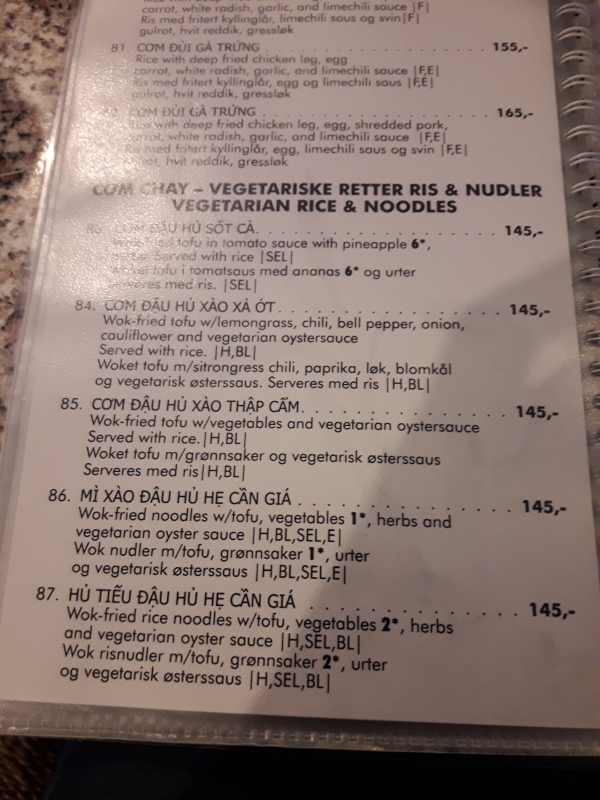 carrot, white radish, garlic, and limechili sauce |F|
Ris med fritert kyllinglår, limechili saus og svin|F|
gulrot, hvit reddik, gressløk
81. CƠM ĐÙI GÀ TRỨNG 155,-
Rice with deep fried chicken leg, egg
carrot, white radish, garlic, and limechili sauce |F,E|
Ris med fritert kyllinglår, egg og limechili saus |F,E|
gulrot, hvit reddik, gressløk
CƠM ĐÙI GÀ TRỨNG 165,-
Rice with deep fried chicken leg, egg, shredded pork,
carrot, white radish, garlic, and limechili sauce |F,E|
Ris med fritert kyllinglår, egg, limechili saus og svin |F,E|
gulrot, hvit reddik, gressløk
CƠM CHAY – VEGETARISKE RETTER RIS & NUDLER
VEGETARIAN RICE & NOODLES
83. CƠM ĐẬU HỦ SỐT CÀ. 145,-
Wok-fried tofu in tomato sauce with pineapple 6*,
herbs. Served with rice |SEL|
Woket tofu i tomatsaus med ananas 6* og urter
Serveres med ris. |SEL|
84. CƠM ĐẬU HỦ XÀO XẢ ỚT. 145,-
Wok-fried tofu w/lemongrass, chili, bell pepper, onion,
cauliflower and vegetarian oystersauce
Served with rice. |H,BL|
Woket tofu m/sitrongress chili, paprika, løk, blomkål
og vegetarisk østerssaus. Serveres med ris |H,BL|
85. CƠM ĐẬU HỦ XÀO THẬP CẨM. 145,-
Wok-fried tofu w/vegetables and vegetarian oystersauce
Served with rice.|H,BL|
Woket tofu m/grønnsaker og vegetarisk østerssaus
Serveres med ris|H,BL|
86. MÌ XÀO ĐẬU HỦ HẸ CẦN GIÁ 145,-
Wok-fried noodles w/tofu, vegetables 1*, herbs and
vegetarian oyster sauce |H,BL,SEL,E|
Wok nudler m/tofu, grønnsaker 1*, urter
og vegetarisk østerssaus |H,BL,SEL,E|
87. HỦ TIẾU ĐẬU HỦ HẸ CẦN GIÁ 145,-
Wok-fried rice noodles w/tofu, vegetables 2*, herbs
and vegetarian oyster sauce |H,SEL,BL|
Wok risnudler m/tofu, grønnsaker 2*, urter
og vegetarisk østerssaus |H,SEL,BL|